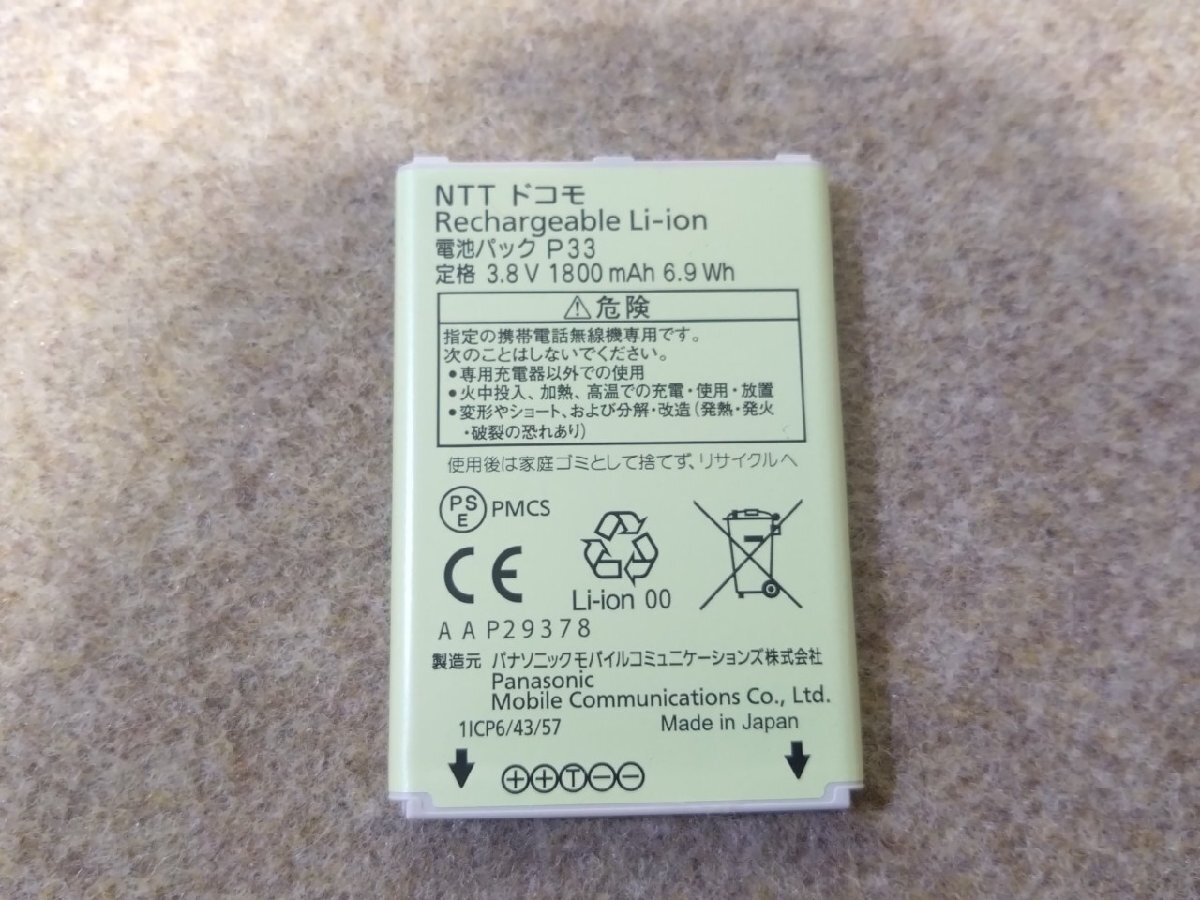 NTT ドコモ
Rechargeable Li-ion
電池パック P33
定格 3.8 V 1800 mAh 6.9 Wh
⚠危険
指定の携帯電話無線機専用です。
次のことはしないでください。
•専用充電器以外での使用
•火中投入、加熱、高温での充電・使用・放置
•変形やショート、および分解・改造(発熱・発火
・破裂の恐れあり)
使用後は家庭ゴミとして捨てず、リサイクルへ
PS
E PMCS
CE
Li-ion 00
A A P29378
製造元 パナソニックモバイルコミュニケーションズ株式会社
Panasonic
Mobile Communications Co., Ltd.
1ICP6/43/57 Made in Japan
⊕⊕Ⓣ⊖⊖